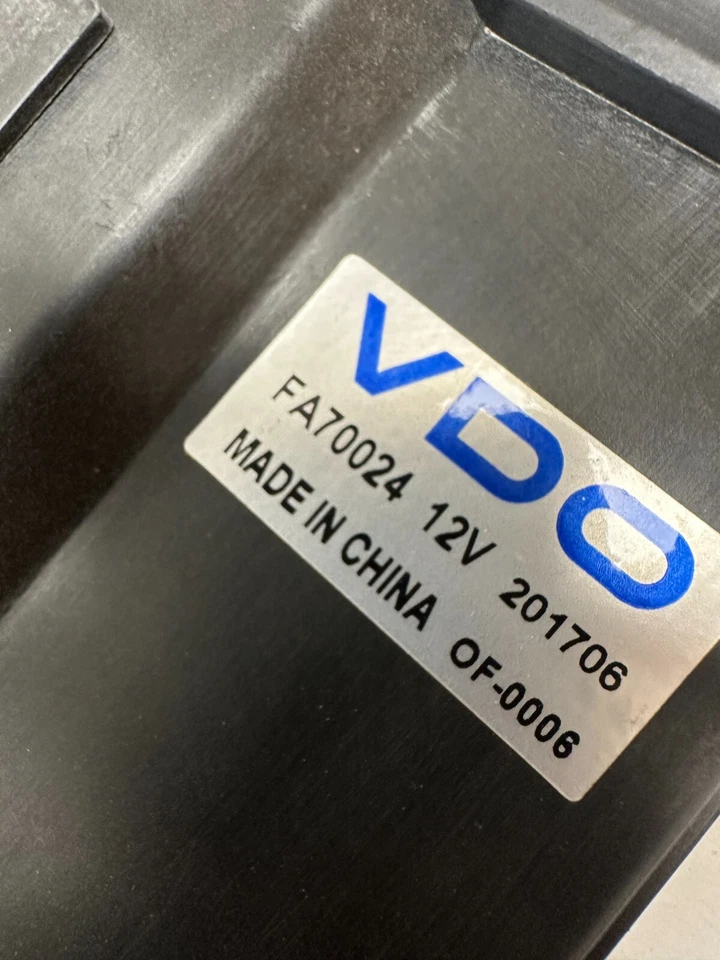 VDO
FA70024 12V 201706
MADE IN CHINA OF-0006